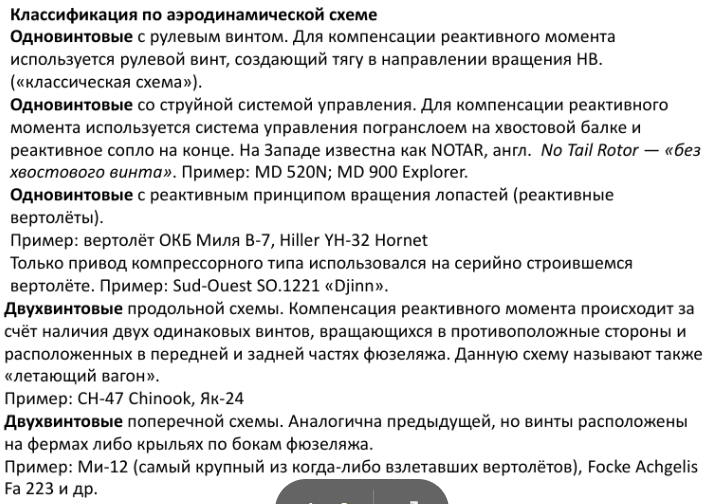 Классификация по аэродинамической схеме
Одновинтовые с рулевым винтом. Для компенсации реактивного момента
используется рулевой винт, создающий тягу в направлении вращения НВ.
(«классическая схема»).
Одновинтовые со струйной системой управления. Для компенсации реактивного
момента используется система управления погранслоем на хвостовой балке и
реактивное сопло на конце. На Западе известна как NOTAR, англ. No Tail Rotor — «без
хвостового винта». Пример: MD 520N; MD 900 Explorer.
Одновинтовые с реактивным принципом вращения лопастей (реактивные
вертолёты).
Пример: вертолёт ОКБ Миля В-7, Hiller YH-32 Hornet
Только привод компрессорного типа использовался на серийно строившемся
вертолёте. Пример: Sud-Ouest SO.1221 «Djinn».
Двухвинтовые продольной схемы. Компенсация реактивного момента происходит за
счёт наличия двух одинаковых винтов, вращающихся в противоположные стороны и
расположенных в передней и задней частях фюзеляжа. Данную схему называют также
«летающий вагон».
Пример: CH-47 Chinook, Як-24
Двухвинтовые поперечной схемы. Аналогична предыдущей, но винты расположены
на фермах либо крыльях по бокам фюзеляжа.
Пример: Ми-12 (самый крупный из когда-либо взлетавших вертолётов), Focke Achgelis
Fa 223 и др.